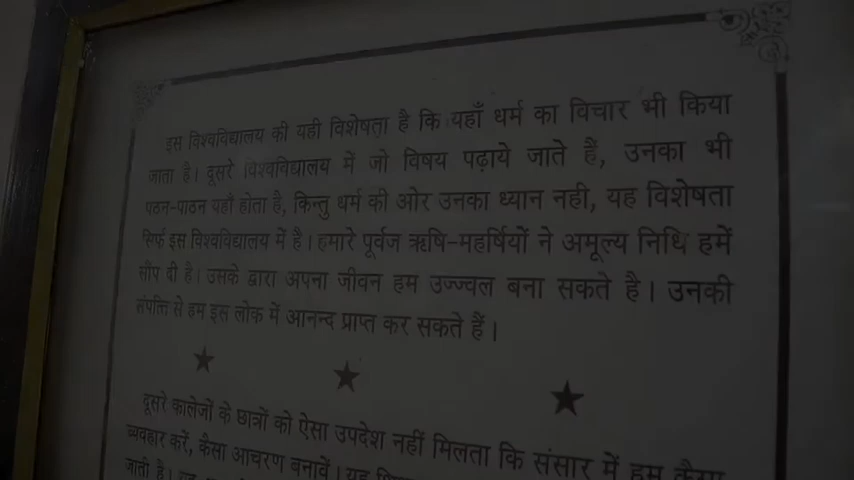 इस विश्वविद्यालय की यही विशेषता है कि यहाँ धर्म का विचार भी किया
जाता है। दूसरे विश्वविद्यालय में जो विषय पढ़ाये जाते हैं, उनका भी
पठन-पाठन यहाँ होता है, किन्तु धर्म की ओर उनका ध्यान नही, यह विशेषता
सिर्फ इस विश्वविद्यालय में है। हमारे पूर्वज ऋषि-महर्षियों ने अमूल्य निधि हमें
सौंप दी है। उसके द्वारा अपना जीवन हम उज्ज्वल बना सकते है। उनकी
संपत्ति से हम इस लोक में आनन्द प्राप्त कर सकते हैं।
दूसरे कालेजों के छात्रों को ऐसा उपदेश नहीं मिलता कि संसार में हम कैसा
व्यवहार करें, कैसा आचरण बनावें। यह
जाती है।